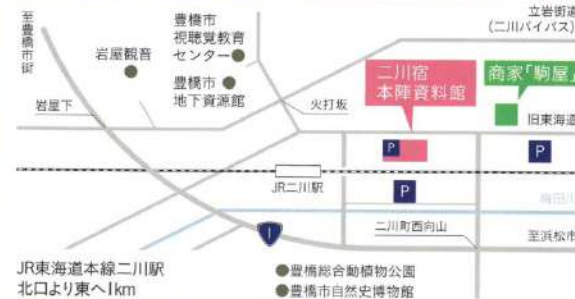 至豊橋市街
岩屋観音
豊橋市
視聴覚教育
センター
豊橋市
地下資源館
立岩街道
(二川バイパス)
二川宿
本陣資料館
商家「駒屋」
岩屋下
火打坂
旧東海道
P
P
JR二川駅
P
梅田川
1
二川町西向山
至浜松市
JR東海道本線二川駅
北口より東へ1km
豊橋総合動植物公園
豊橋市自然史博物館